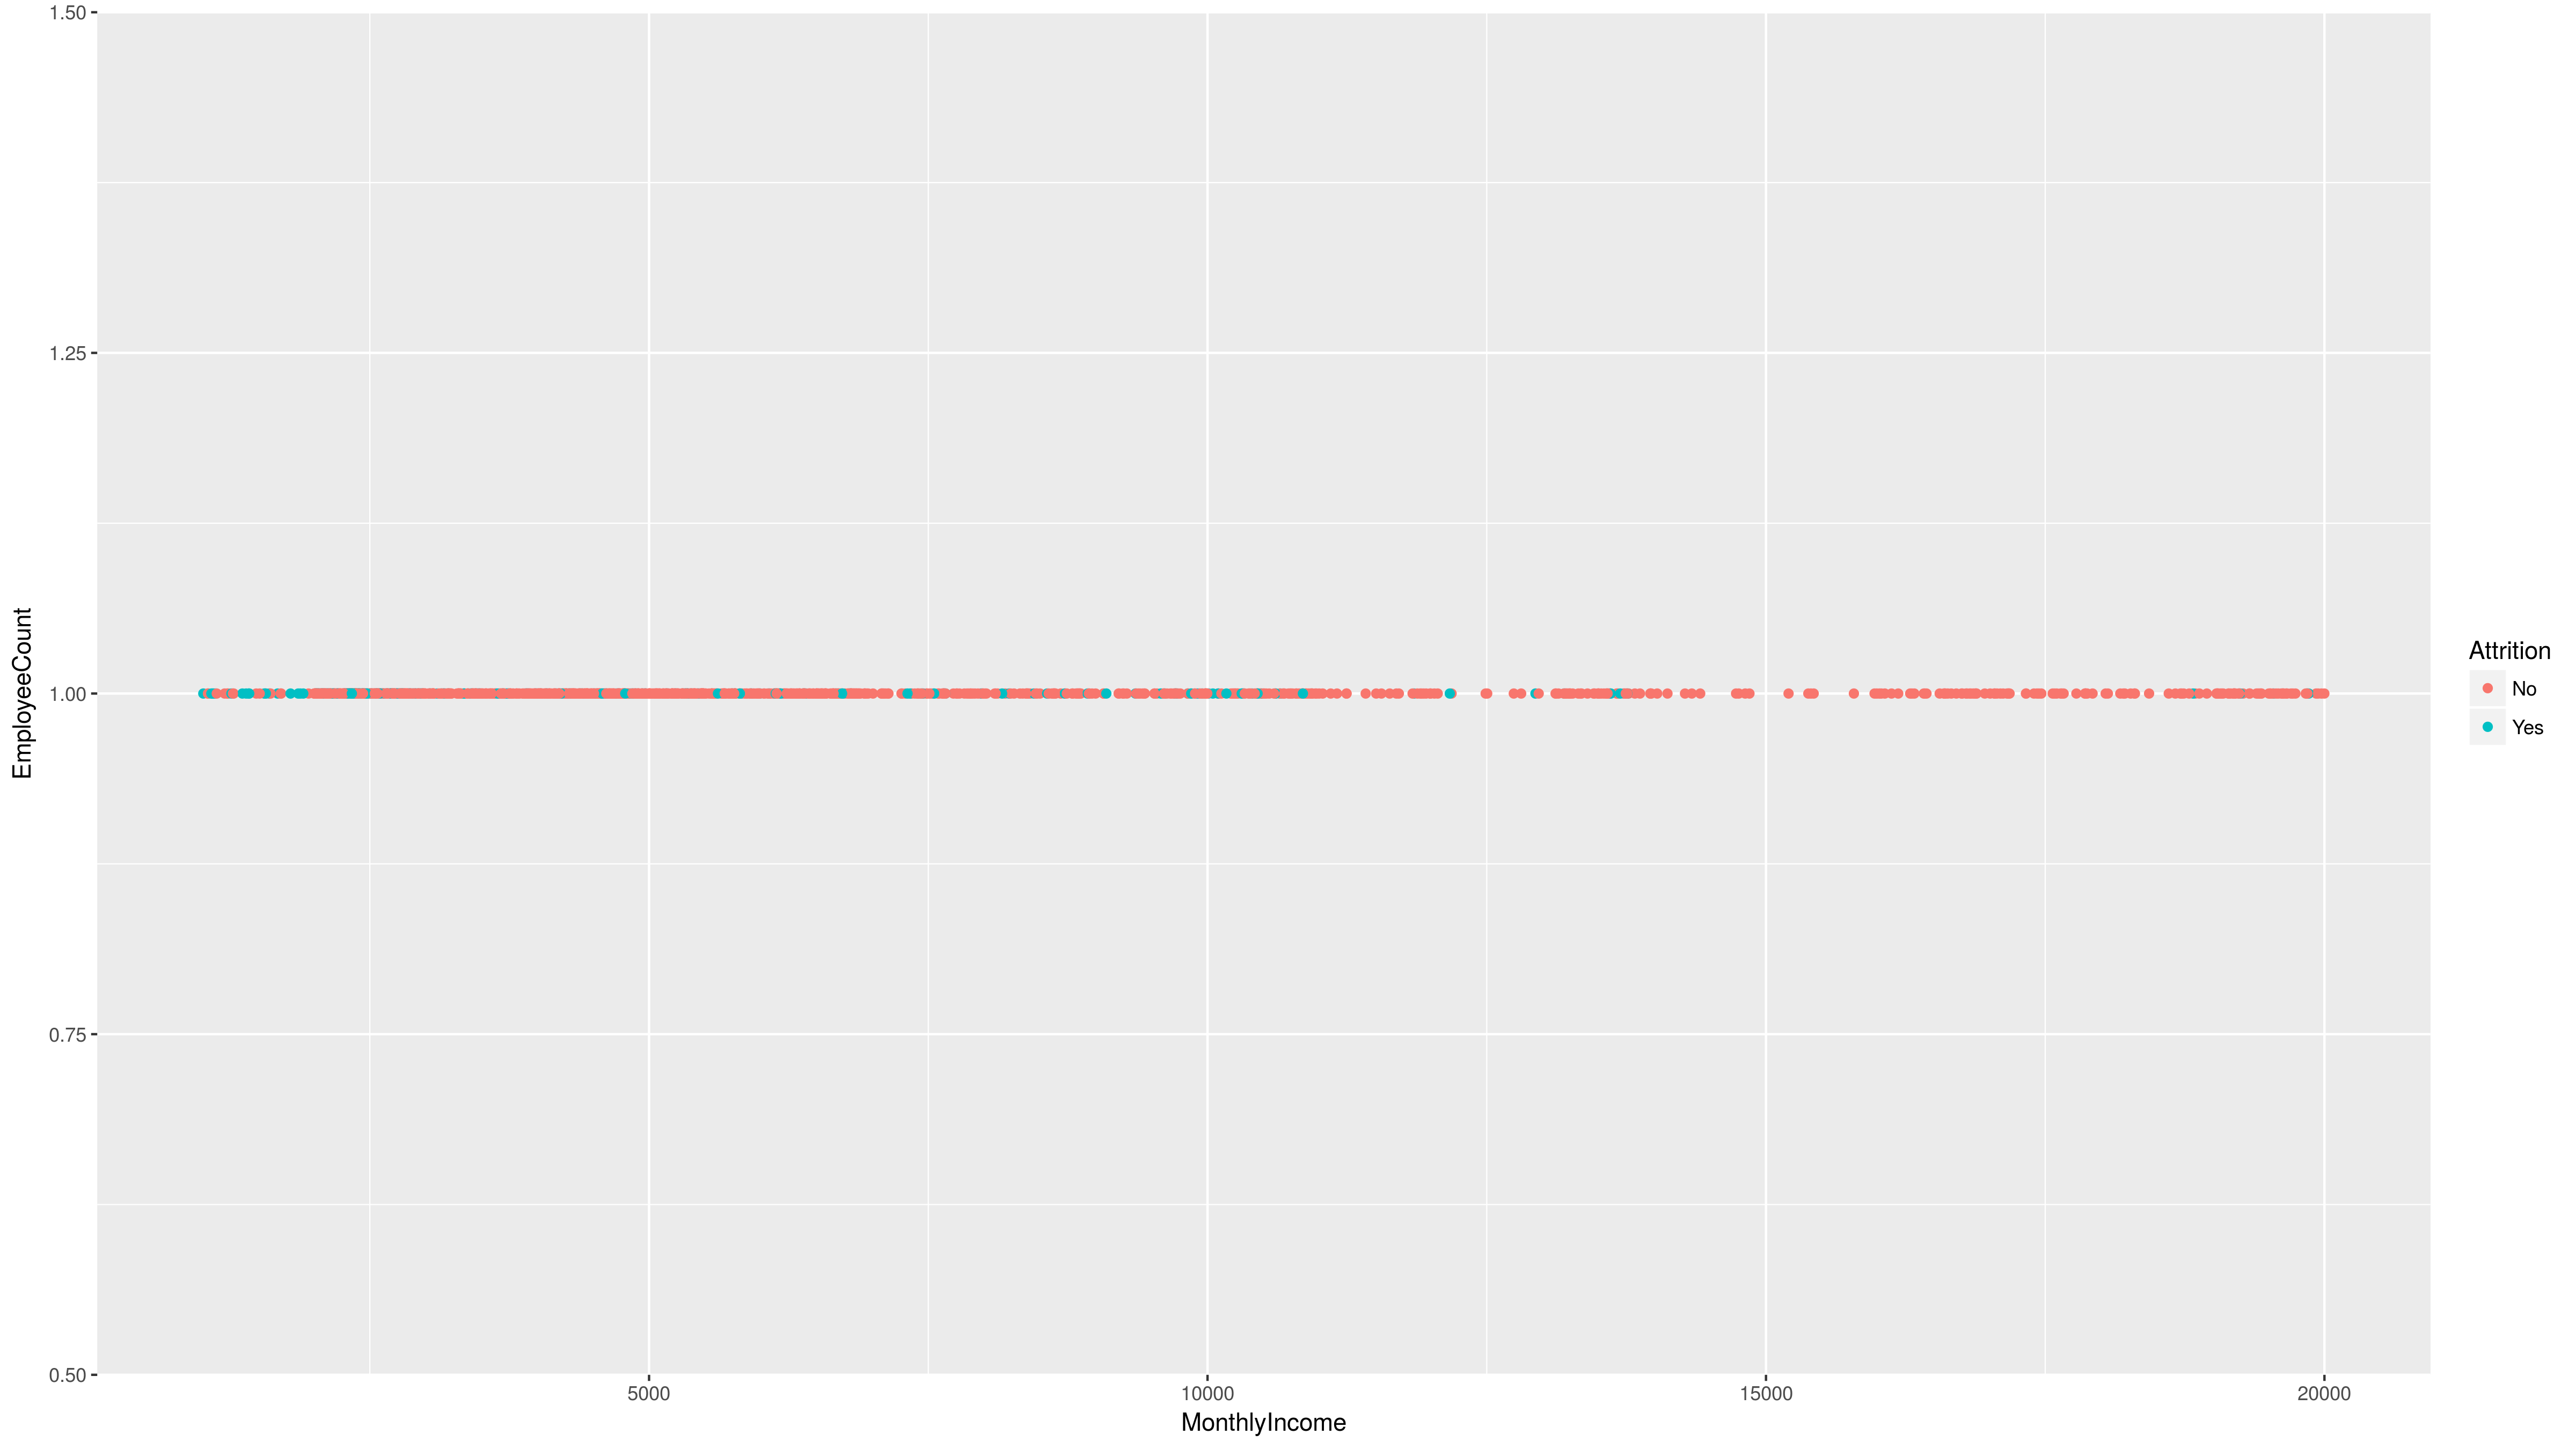 1.50
1.25
1.00
0.75
0.50
EmployeeCount
5000 10000 15000 20000
MonthlyIncome
Attrition
No
Yes